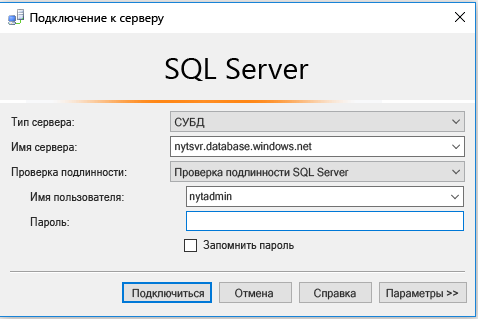 Подключение к серверу
SQL Server
Тип сервера: СУБД
Имя сервера: nytsvr.database.windows.net
Проверка подлинности: Проверка подлинности SQL Server
Имя пользователя: nytadmin
Пароль:
Запомнить пароль
Подключиться Отмена Справка Параметры >>